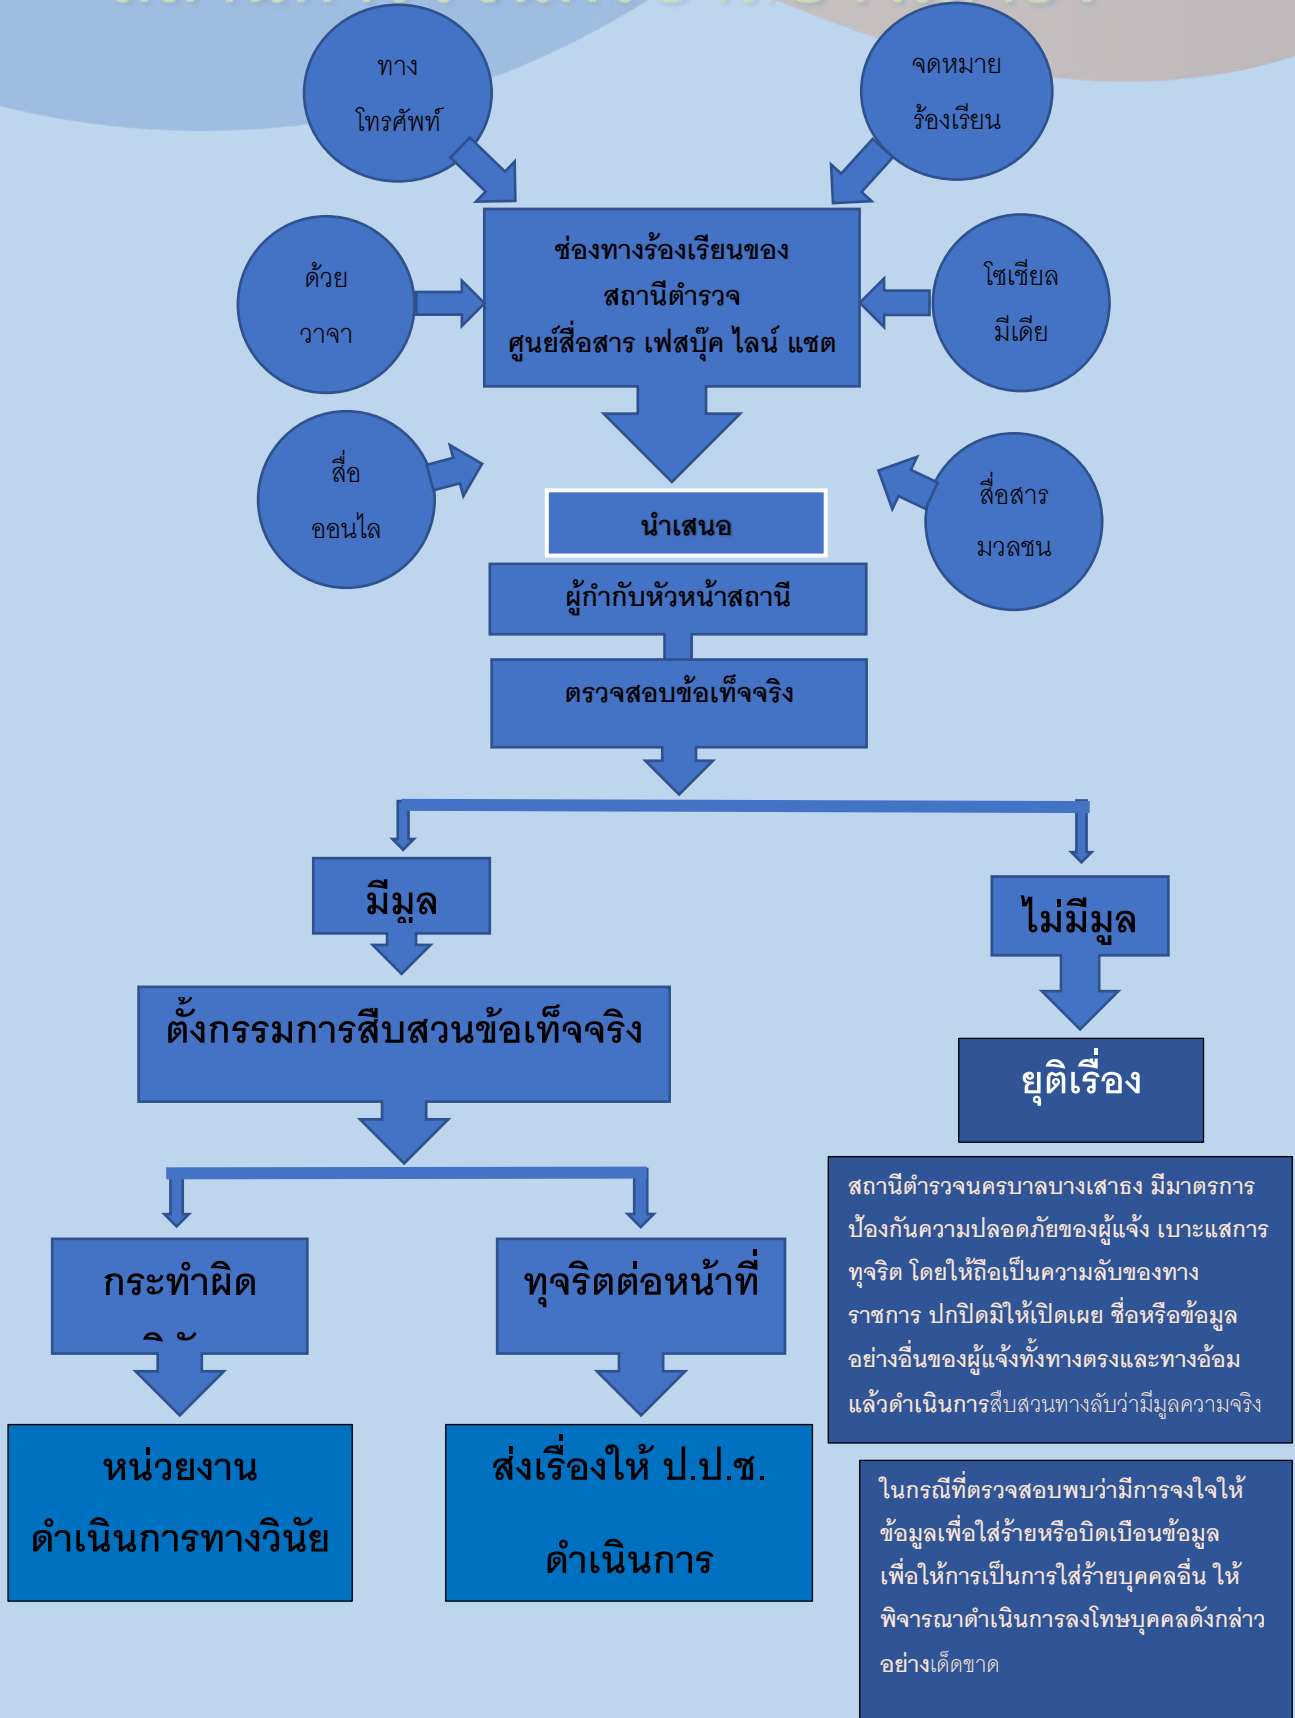 ทาง
โทรศัพท์
จดหมาย
ร้องเรียน
ช่องทางร้องเรียนของ
สถานีตำรวจ
ศูนย์สื่อสาร เฟสบุ๊ค ไลน์ แชต
ด้วย
วาจา
โซเชียล
มีเดีย
สื่อ
ออนไล
สื่อสาร
มวลชน
นำเสนอ
ผู้กำกับหัวหน้าสถานี
ตรวจสอบข้อเท็จจริง
มีมูล
ไม่มีมูล
ตั้งกรรมการสืบสวนข้อเท็จจริง
ยุติเรื่อง
สถานีตำรวจนครบาลบางเสาธง มีมาตรการ
ป้องกันความปลอดภัยของผู้แจ้ง เบาะแสการ
ทุจริต โดยให้ถือเป็นความลับของทาง
ราชการ ปกปิดมิให้เปิดเผย ชื่อหรือข้อมูล
อย่างอื่นของผู้แจ้งทั้งทางตรงและทางอ้อม
แล้วดำเนินการสืบสวนทางลับว่ามีมูลความจริง
กระทำผิด
ทุจริตต่อหน้าที่
หน่วยงาน
ดำเนินการทางวินัย
ส่งเรื่องให้ ป.ป.ช.
ดำเนินการ
ในกรณีที่ตรวจสอบพบว่ามีการจงใจให้
ข้อมูลเพื่อใส่ร้ายหรือบิดเบือนข้อมูล
เพื่อให้การเป็นการใส่ร้ายบุคคลอื่น ให้
พิจารณาดำเนินการลงโทษบุคคลดังกล่าว
อย่างเด็ดขาด